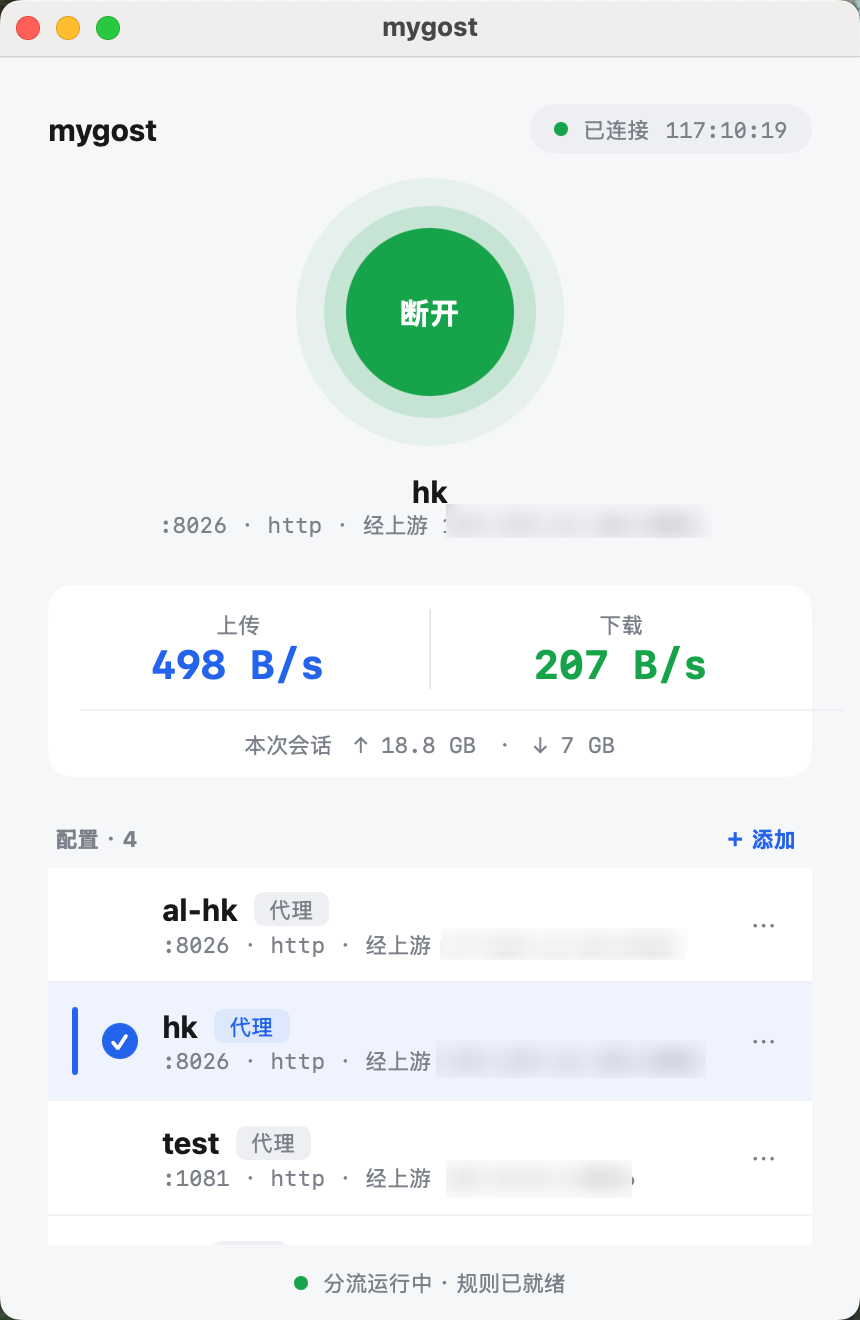 mygost
mygost
已连接 117:10:19
断开
hk
:8026 · http · 经上游
上传
498 B/s
下载
207 B/s
本次会话 ↑ 18.8 GB · ↓ 7 GB
配置 · 4
+ 添加
al-hk 代理
:8026 · http · 经上游
...
hk 代理
:8026 · http · 经上游
...
test 代理
:1081 · http · 经上游
...
分流运行中 · 规则已就绪